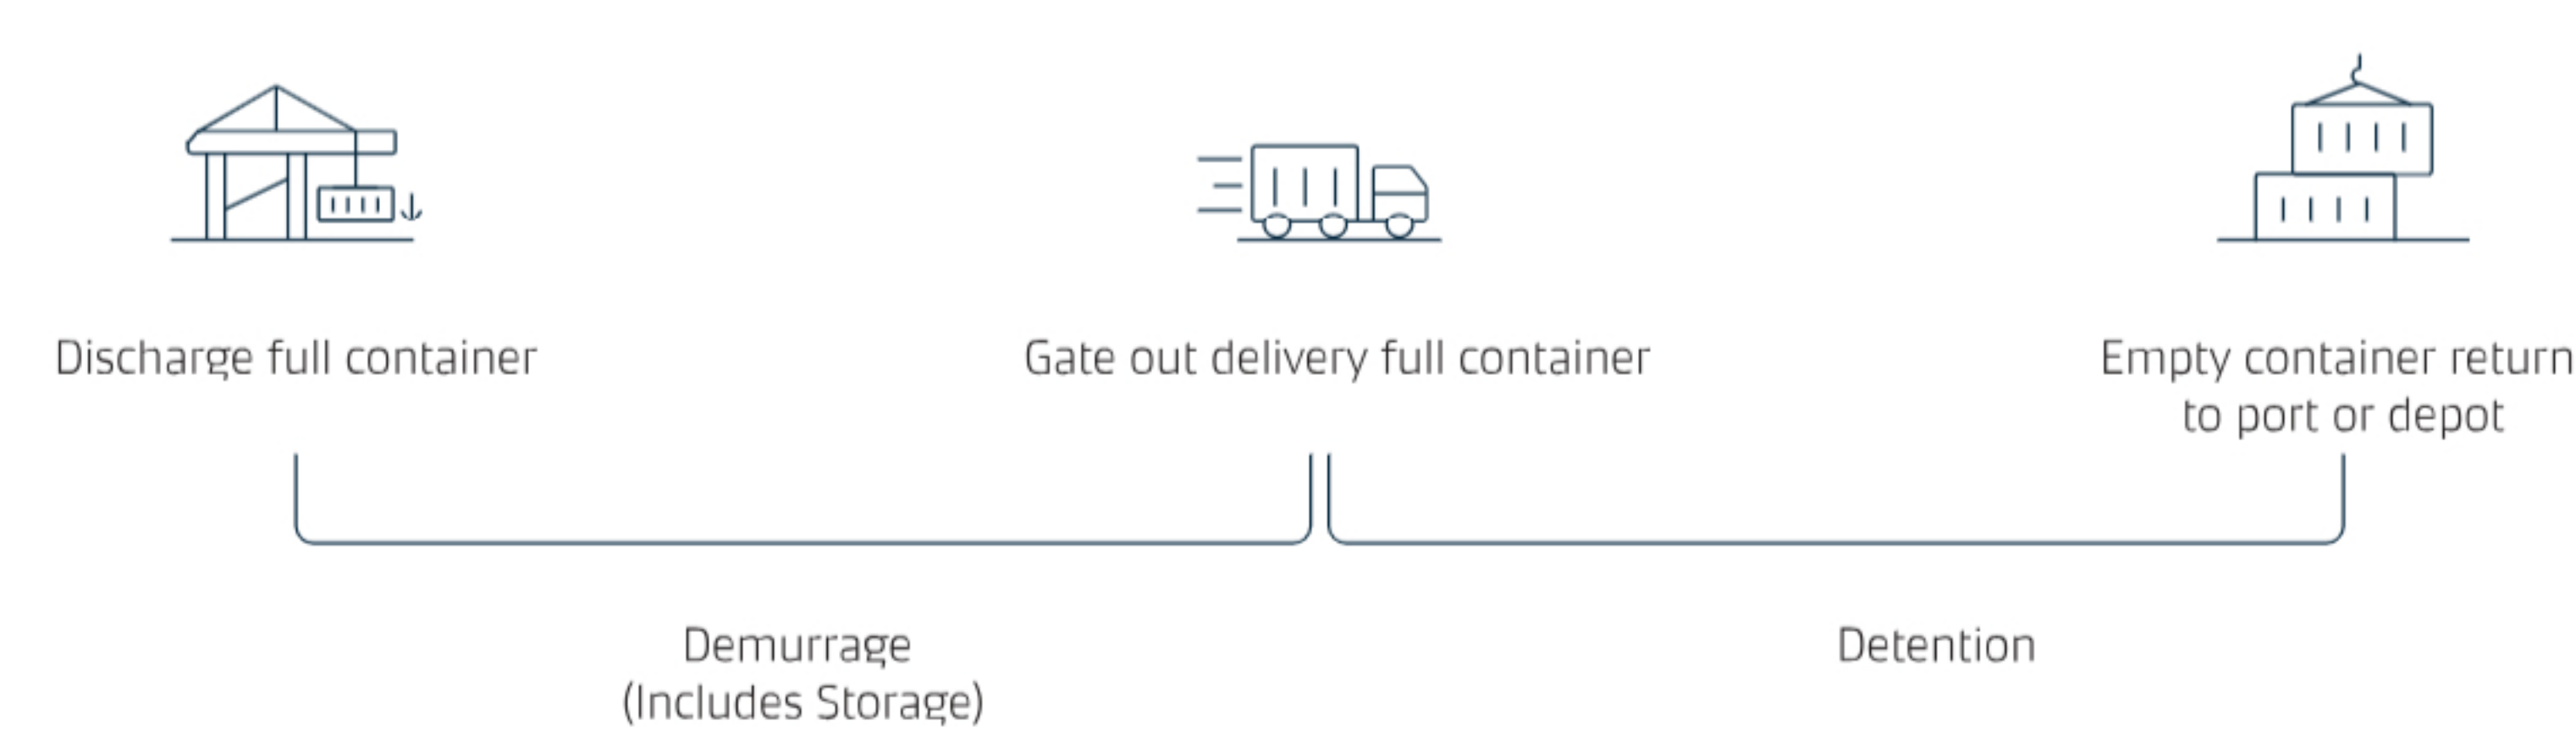 Discharge full container
Gate out delivery full container
Empty container return
to port or depot
Demurrage
(Includes Storage)
Detention